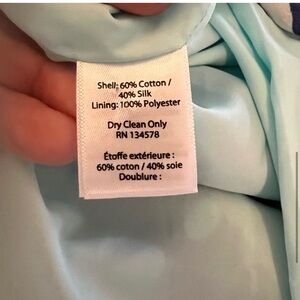 Shell: 60% Cotton /
40% Silk
Lining: 100% Polyester
Dry Clean Only
RN 134578
Étoffe extérieure :
60% coton / 40% soie
Doublure :